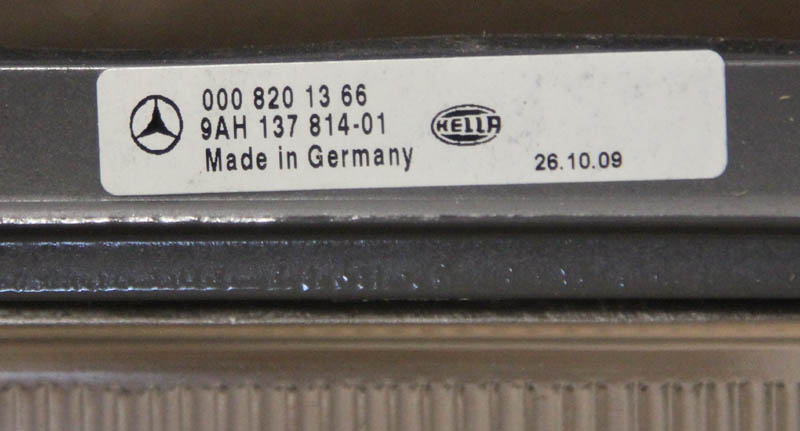 000 820 13 66
9AH 137 814-01
HELLA
Made in Germany
26.10.09